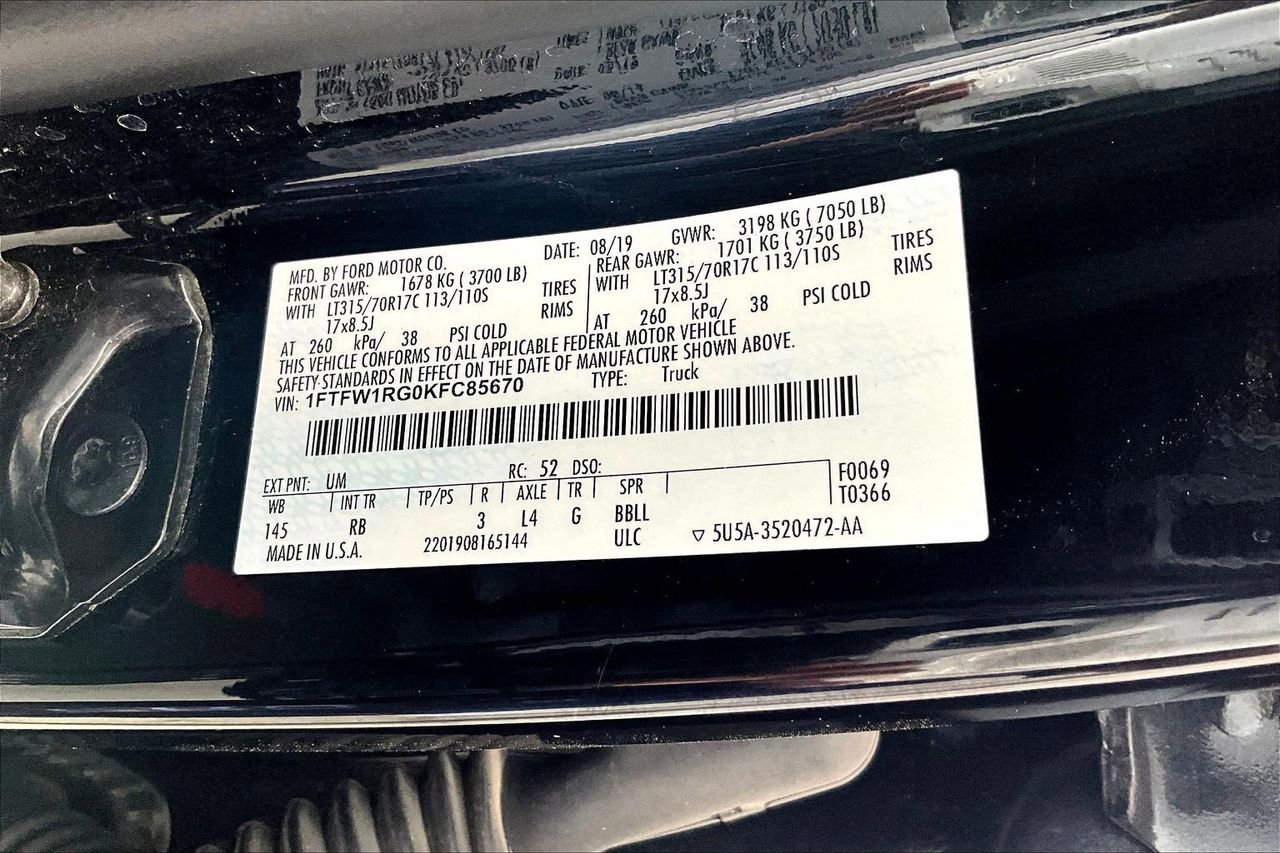 MFD. BY FORD MOTOR CO. DATE: 08/19 GVWR: 3198 KG ( 7050 LB)
FRONT GAWR: 1678 KG ( 3700 LB) REAR GAWR: 1701 KG ( 3750 LB)
WITH LT315/70R17C 113/110S TIRES WITH LT315/70R17C 113/110S TIRES
17x8.5J RIMS 17x8.5J RIMS
AT 260 kPa/ 38 PSI COLD AT 260 kPa/ 38 PSI COLD
THIS VEHICLE CONFORMS TO ALL APPLICABLE FEDERAL MOTOR VEHICLE
SAFETY-STANDARDS IN EFFECT ON THE DATE OF MANUFACTURE SHOWN ABOVE.
VIN: 1FTFW1RG0KFC85670 TYPE: Truck
EXT PNT: UM RC: 52 DSO: F0069
WB INT TR TP/PS R AXLE TR SPR T0366
145 RB 3 L4 G BBLL
MADE IN U.S.A. 2201908165144 ULC ▽ 5U5A-3520472-AA